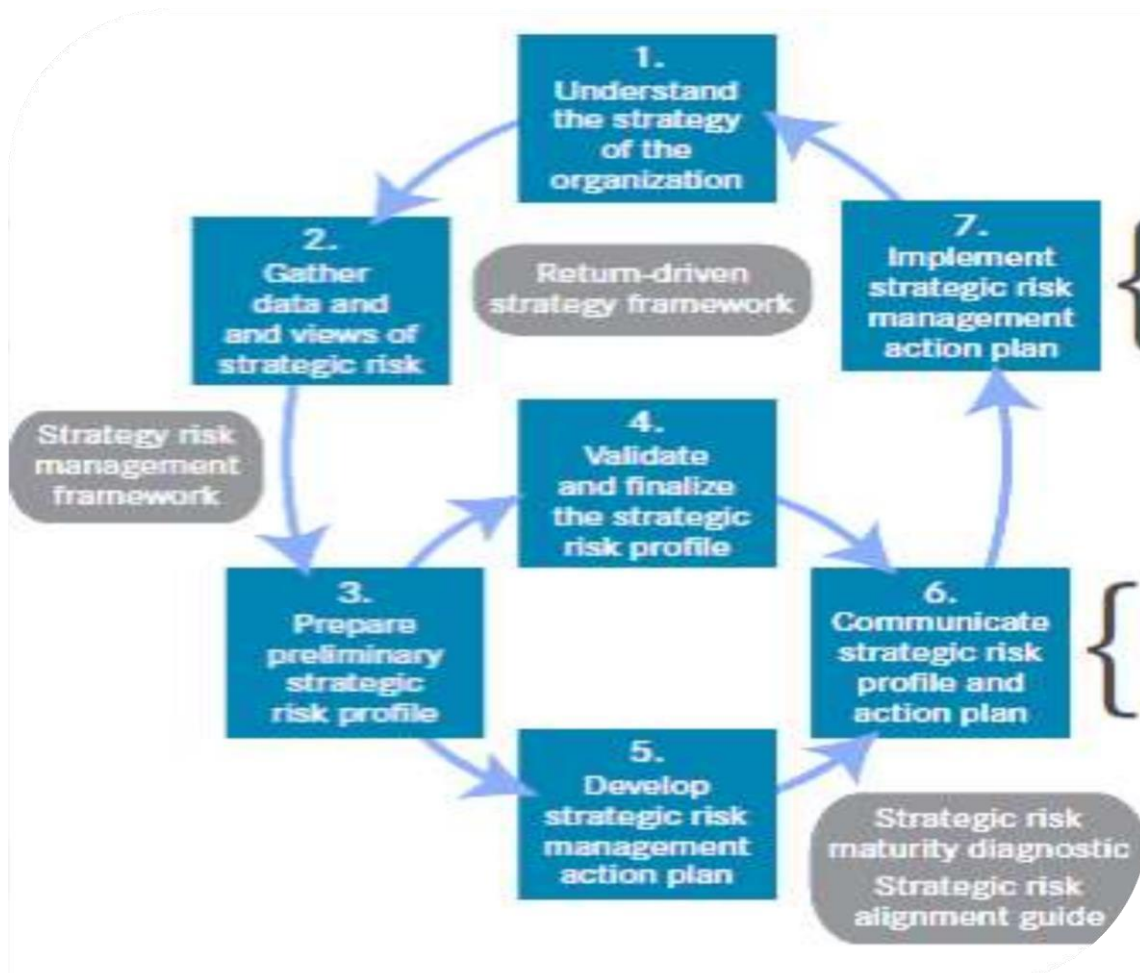 1.
Understand
the strategy
of the
organization
2.
Gather
data and
and views of
strategic risk
Return-driven
strategy framework
7.
Implement
strategic risk
management
action plan
Strategy risk
management
framework
4.
Validate
and finalize
the strategic
risk profile
3.
Prepare
preliminary
strategic
risk profile
6.
Communicate
strategic risk
profile and
action plan
5.
Develop
strategic risk
management
action plan
Strategic risk
maturity diagnostic
Strategic risk
alignment guide